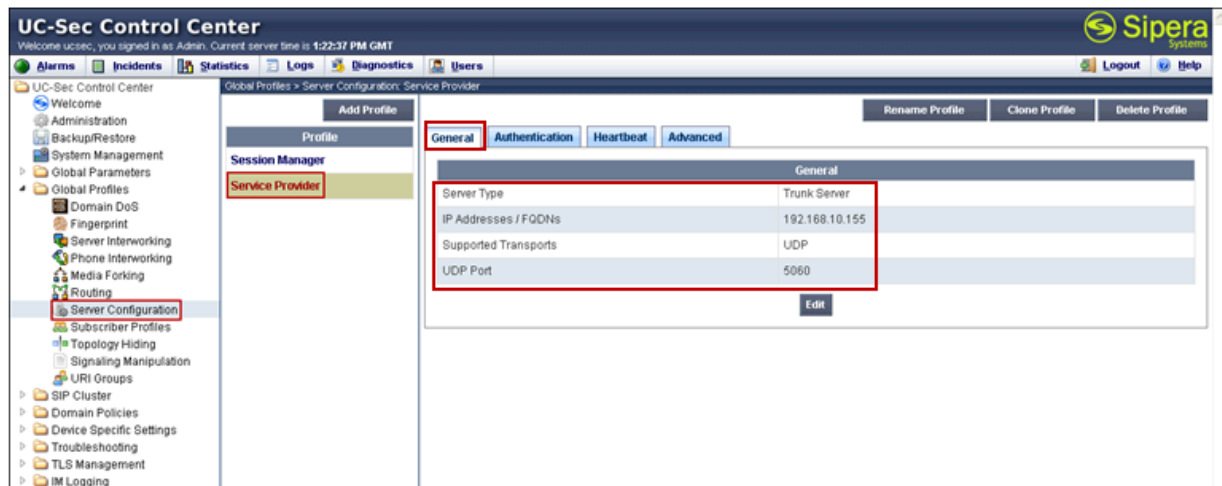 UC-Sec Control Center
Welcome ucsec, you signed in as Admin. Current server time is 1:22:37 PM GMT
Sipera
Systems
Alarms Incidents Statistics Logs Diagnostics Users Logout Help
UC-Sec Control Center
Welcome
Administration
Backup/Restore
System Management
Global Parameters
Global Profiles
Domain DoS
Fingerprint
Server Interworking
Phone Interworking
Media Forking
Routing
Server Configuration
Subscriber Profiles
Topology Hiding
Signaling Manipulation
URI Groups
SIP Cluster
Domain Policies
Device Specific Settings
Troubleshooting
TLS Management
IM Logging
Global Profiles > Server Configuration: Service Provider
Add Profile
Profile
Session Manager
Service Provider
Rename Profile Clone Profile Delete Profile
General Authentication Heartbeat Advanced
General
Server Type Trunk Server
IP Addresses / FQDNs 192.168.10.155
Supported Transports UDP
UDP Port 5060
Edit